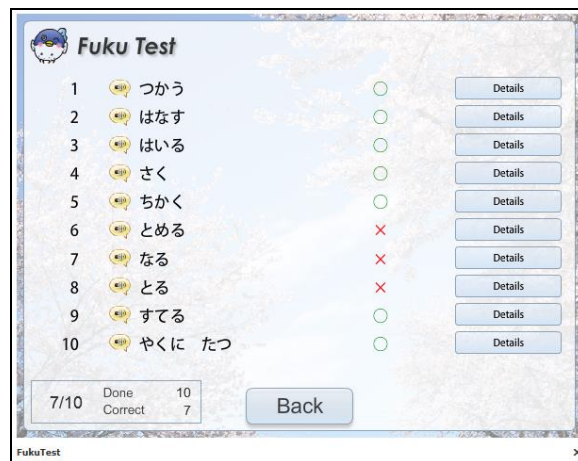 Fuku Test
1 つかう ○ Details
2 はなす ○ Details
3 はいる ○ Details
4 さく ○ Details
5 ちかく ○ Details
6 とめる × Details
7 なる × Details
8 とる × Details
9 すてる ○ Details
10 やくに たつ ○ Details
7/10 Done 10
Correct 7
Back
FukuTest ×